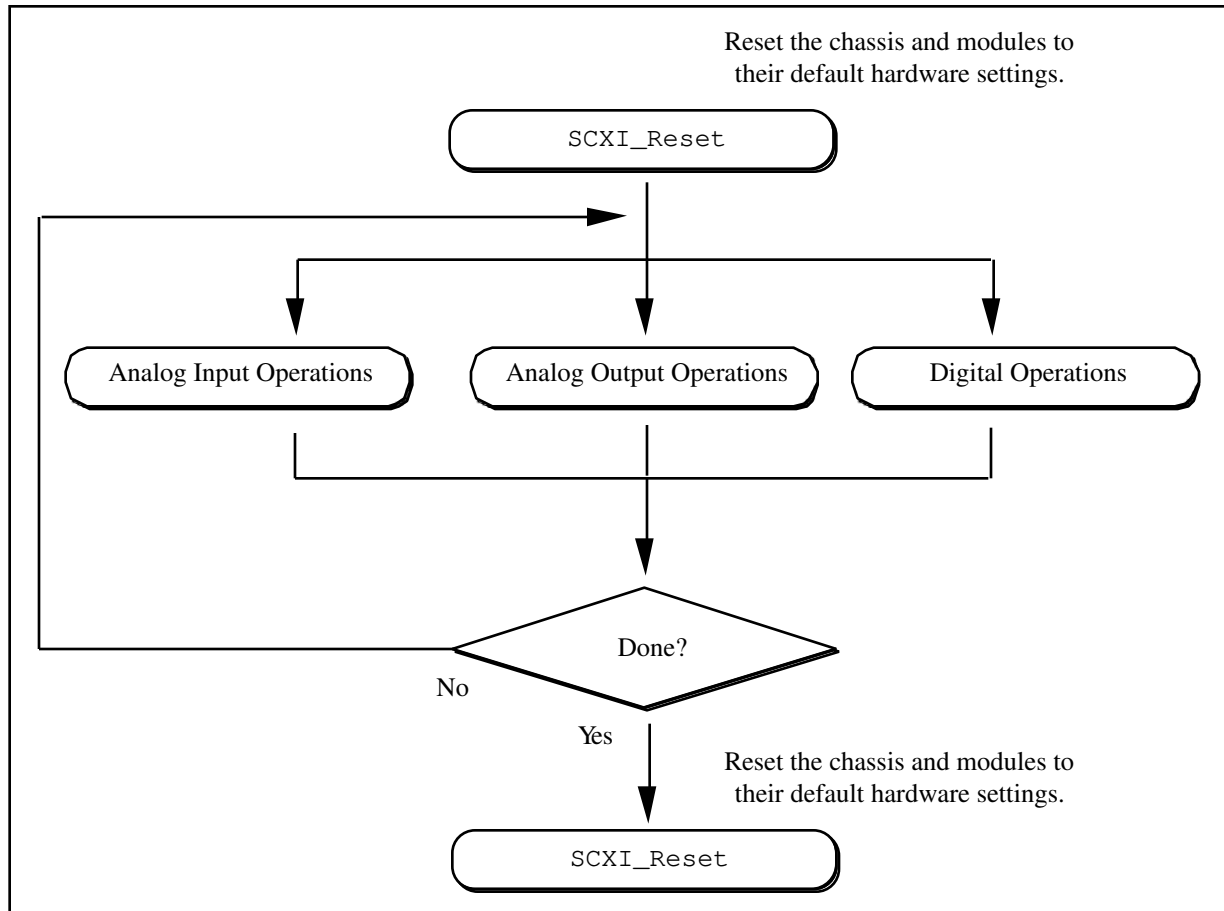 Reset the chassis and modules to
their default hardware settings.
SCXI_Reset
Analog Input Operations
Analog Output Operations
Digital Operations
Done?
No
Yes
Reset the chassis and modules to
their default hardware settings.
SCXI_Reset